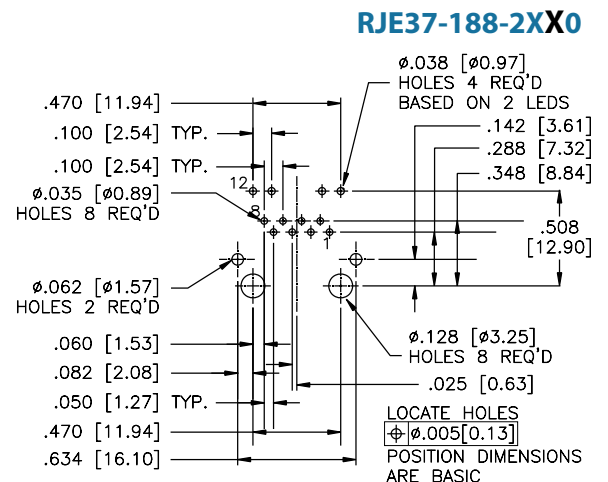 RJE37-188-2XXX0
ø.038 [ø0.97]
HOLES 4 REQ'D
BASED ON 2 LEDS
.470 [11.94]
.100 [2.54] TYP.
.100 [2.54] TYP.
.142 [3.61]
.288 [7.32]
.348 [8.84]
12
ø.035 [ø0.89]
HOLES 8 REQ'D
8
1
.508
[12.90]
ø.062 [ø1.57]
HOLES 2 REQ'D
ø.128 [ø3.25]
HOLES 8 REQ'D
.060 [1.53]
.082 [2.08]
.025 [0.63]
.050 [1.27] TYP.
.470 [11.94]
.634 [16.10]
LOCATE HOLES
⌖ ø.005[0.13]
POSITION DIMENSIONS
ARE BASIC